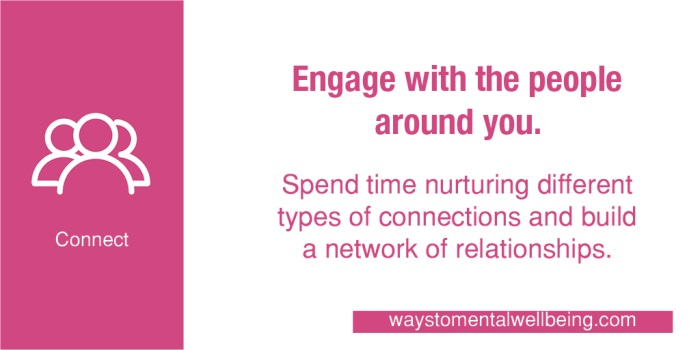 Connect
Engage with the people
around you.
Spend time nurturing different
types of connections and build
a network of relationships.
waystomentalwellbeing.com